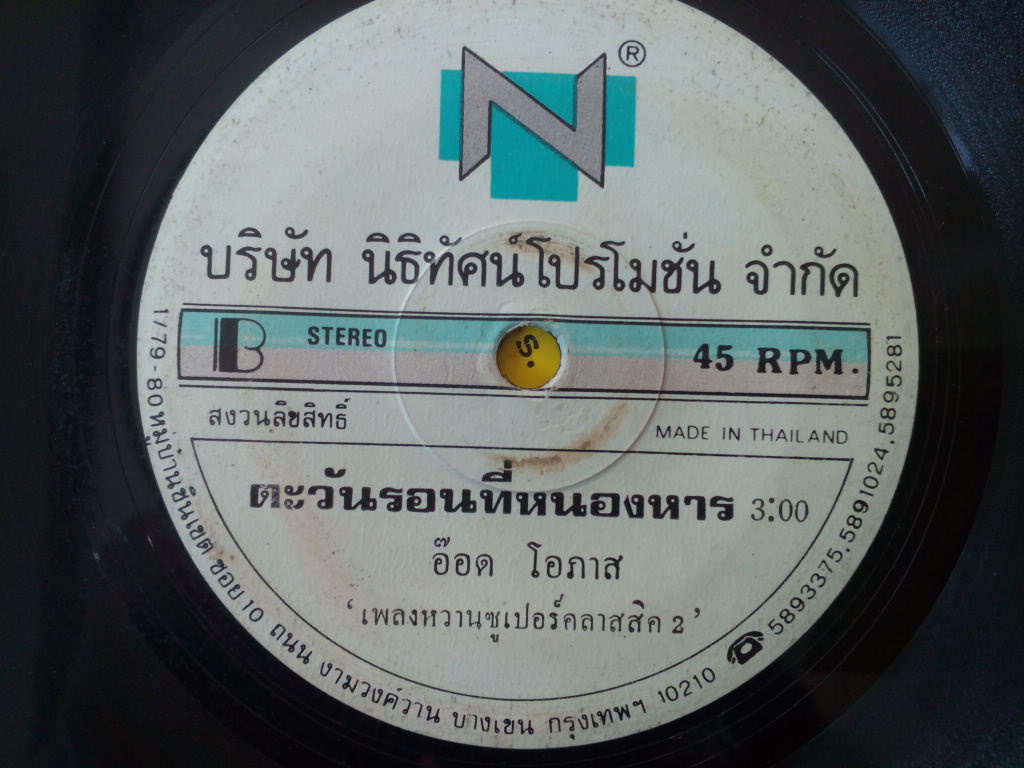 N ®
บริษัท นิธิทัศน์โปรโมชั่น จำกัด
B STEREO 45 RPM.
สงวนลิขสิทธิ์ MADE IN THAILAND
ตะวันรอนที่หนองหาร 3:00
อ๊อด โอภาส
‘เพลงหวานซูเปอร์คลาสสิค 2’
1/79-80 หมู่บ้านชินเขต ซอย 10 ถนน งามวงศ์วาน บางเขน กรุงเทพฯ 10210 ☎ 5893375,5891024,5895281